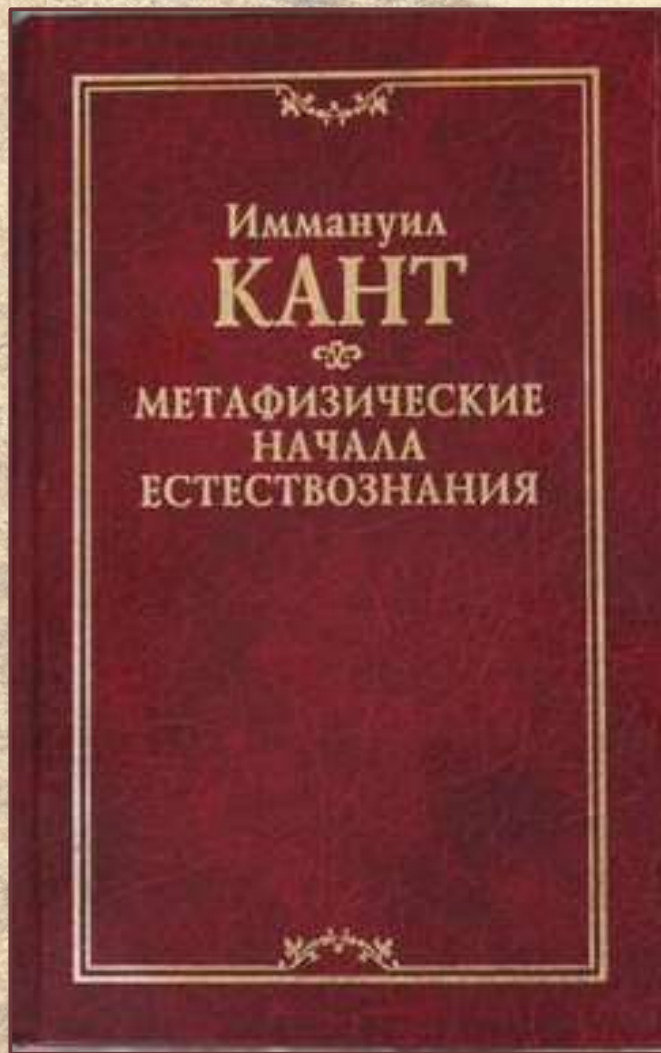 Иммануил
КАНТ
МЕТАФИЗИЧЕСКИЕ
НАЧАЛА
ЕСТЕСТВОЗНАНИЯ